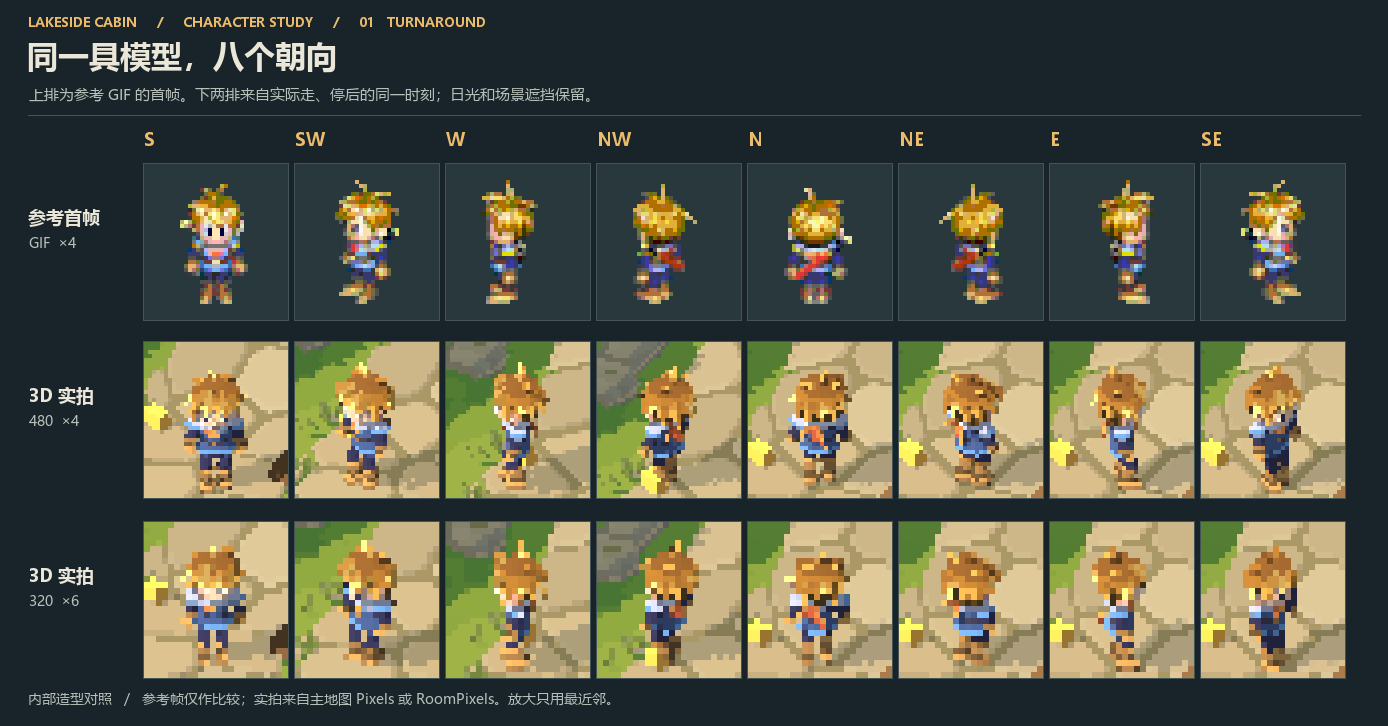 LAKESIDE CABIN / CHARACTER STUDY / 01 TURNAROUND
同一具模型，八个朝向
上排为参考 GIF 的首帧。下两排来自实际走、停后的同一时刻；日光和场景遮挡保留。
S SW W NW N NE E SE
参考首帧
GIF ×4
3D 实拍
480 ×4
3D 实拍
320 ×6
内部造型对照 / 参考帧仅作比较；实拍来自主地图 Pixels 或 RoomPixels。放大只用最近邻。